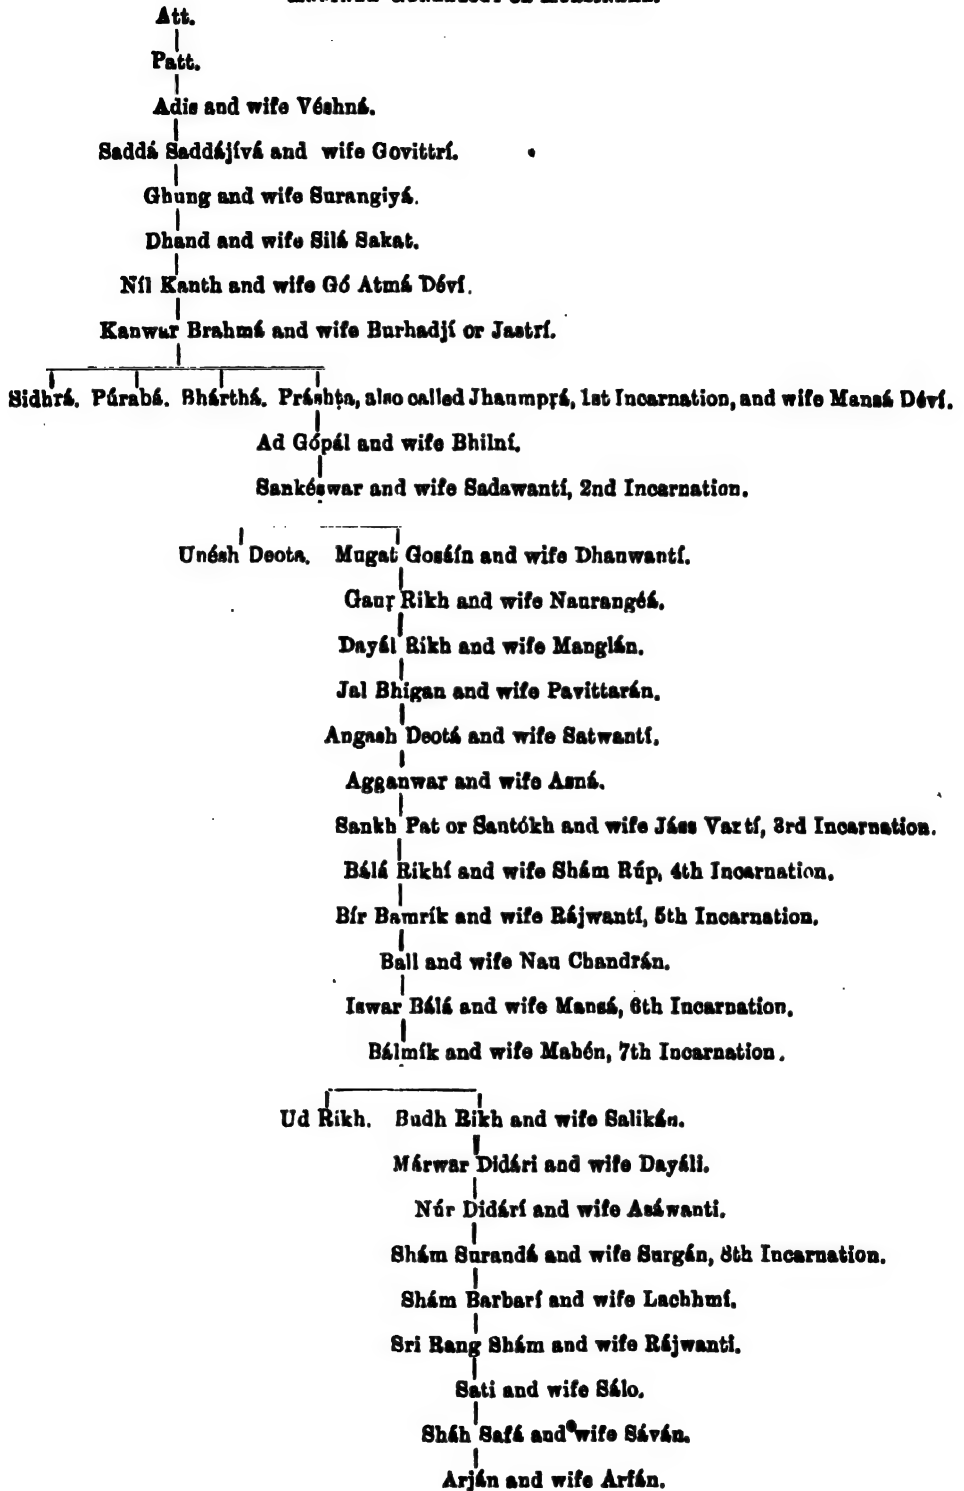 Att.
Patt.
Adis and wife Véshná.
Saddá Saddájívá and wife Govittrí.
Ghung and wife Surangiyá.
Dhand and wife Silá Sakat.
Níl Kanth and wife Gó Atmá Déví.
Kanwar Brahmá and wife Burhadjí or Jastrí.
Sidhrá. Púrabá. Bhárthá. Práshṭa, also called Jhaumpṛá, 1st Incarnation, and wife Mansá Déví.
Ad Gópál and wife Bhilní.
Sankéswar and wife Sadawantí, 2nd Incarnation.
Unésh Deota. Mugat Gosáín and wife Dhanwantí.
Gauṛ Rikh and wife Naurangéá.
Dayál Rikh and wife Manglán.
Jal Bhigan and wife Pavittarán.
Angash Deotá and wife Satwantí.
Agganwar and wife Asná.
Sankh Pat or Santókh and wife Jáss Vartí, 3rd Incarnation.
Bálá Rikhí and wife Shám Rúp, 4th Incarnation.
Bír Bamrík and wife Rájwantí, 5th Incarnation.
Ball and wife Nau Chandrán.
Iswar Bálá and wife Mansá, 6th Incarnation.
Bálmík and wife Mahén, 7th Incarnation.
Ud Rikh. Budh Rikh and wife Salikán.
Márwar Didári and wife Dayáli.
Núr Didárí and wife Asáwanti.
Shám Surandá and wife Surgán, 8th Incarnation.
Shám Barbarí and wife Lachhmí.
Sri Rang Shám and wife Rájwanti.
Sati and wife Sálo.
Sháh Safá and wife Sáván.
Arján and wife Arfán.